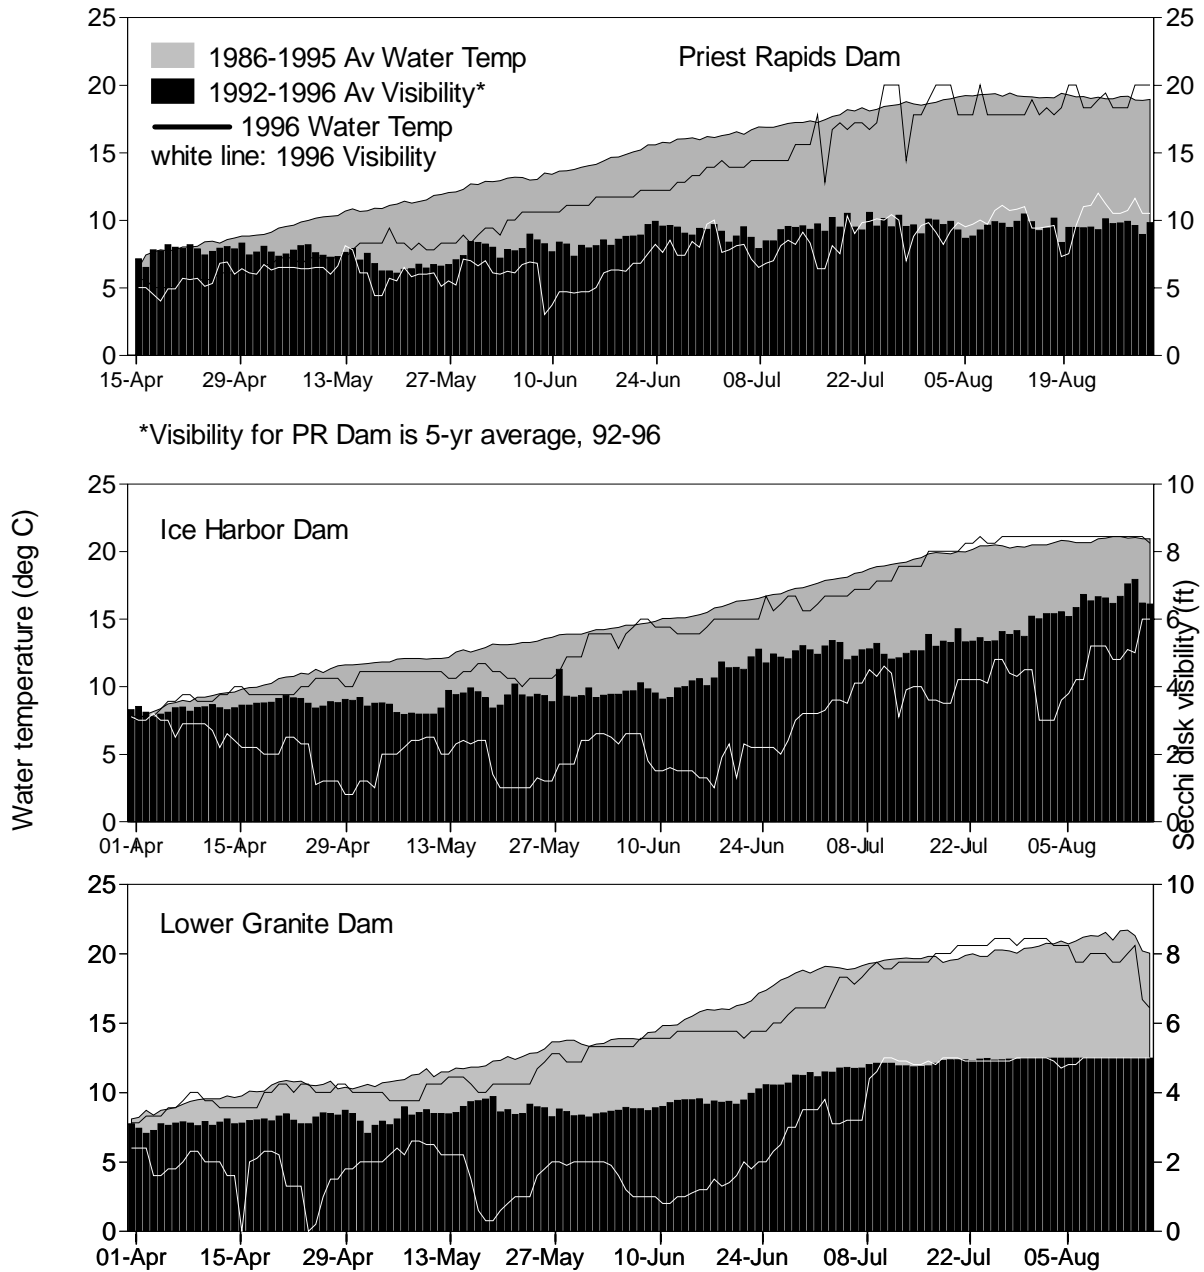 25 25
1986-1995 Av Water Temp Priest Rapids Dam
20 1992-1996 Av Visibility* 20
1996 Water Temp
15 white line: 1996 Visibility 15
10 10
5 5
0 0
15-Apr 29-Apr 13-May 27-May 10-Jun 24-Jun 08-Jul 22-Jul 05-Aug 19-Aug
*Visibility for PR Dam is 5-yr average, 92-96
Water temperature (deg C)
Secchi disk visibility (ft)
25 10
Ice Harbor Dam
20 8
15 6
10 4
5 2
0 0
01-Apr 15-Apr 29-Apr 13-May 27-May 10-Jun 24-Jun 08-Jul 22-Jul 05-Aug
25 10
Lower Granite Dam
20 8
15 6
10 4
5 2
0 0
01-Apr 15-Apr 29-Apr 13-May 27-May 10-Jun 24-Jun 08-Jul 22-Jul 05-Aug